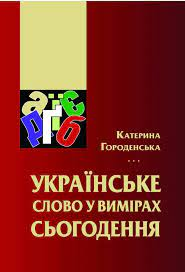 а г є
д ґ б
КАТЕРИНА
ГОРОДЕНСЬКА
...
УКРАЇНСЬКЕ
СЛОВО У ВИМІРАХ
СЬОГОДЕННЯ